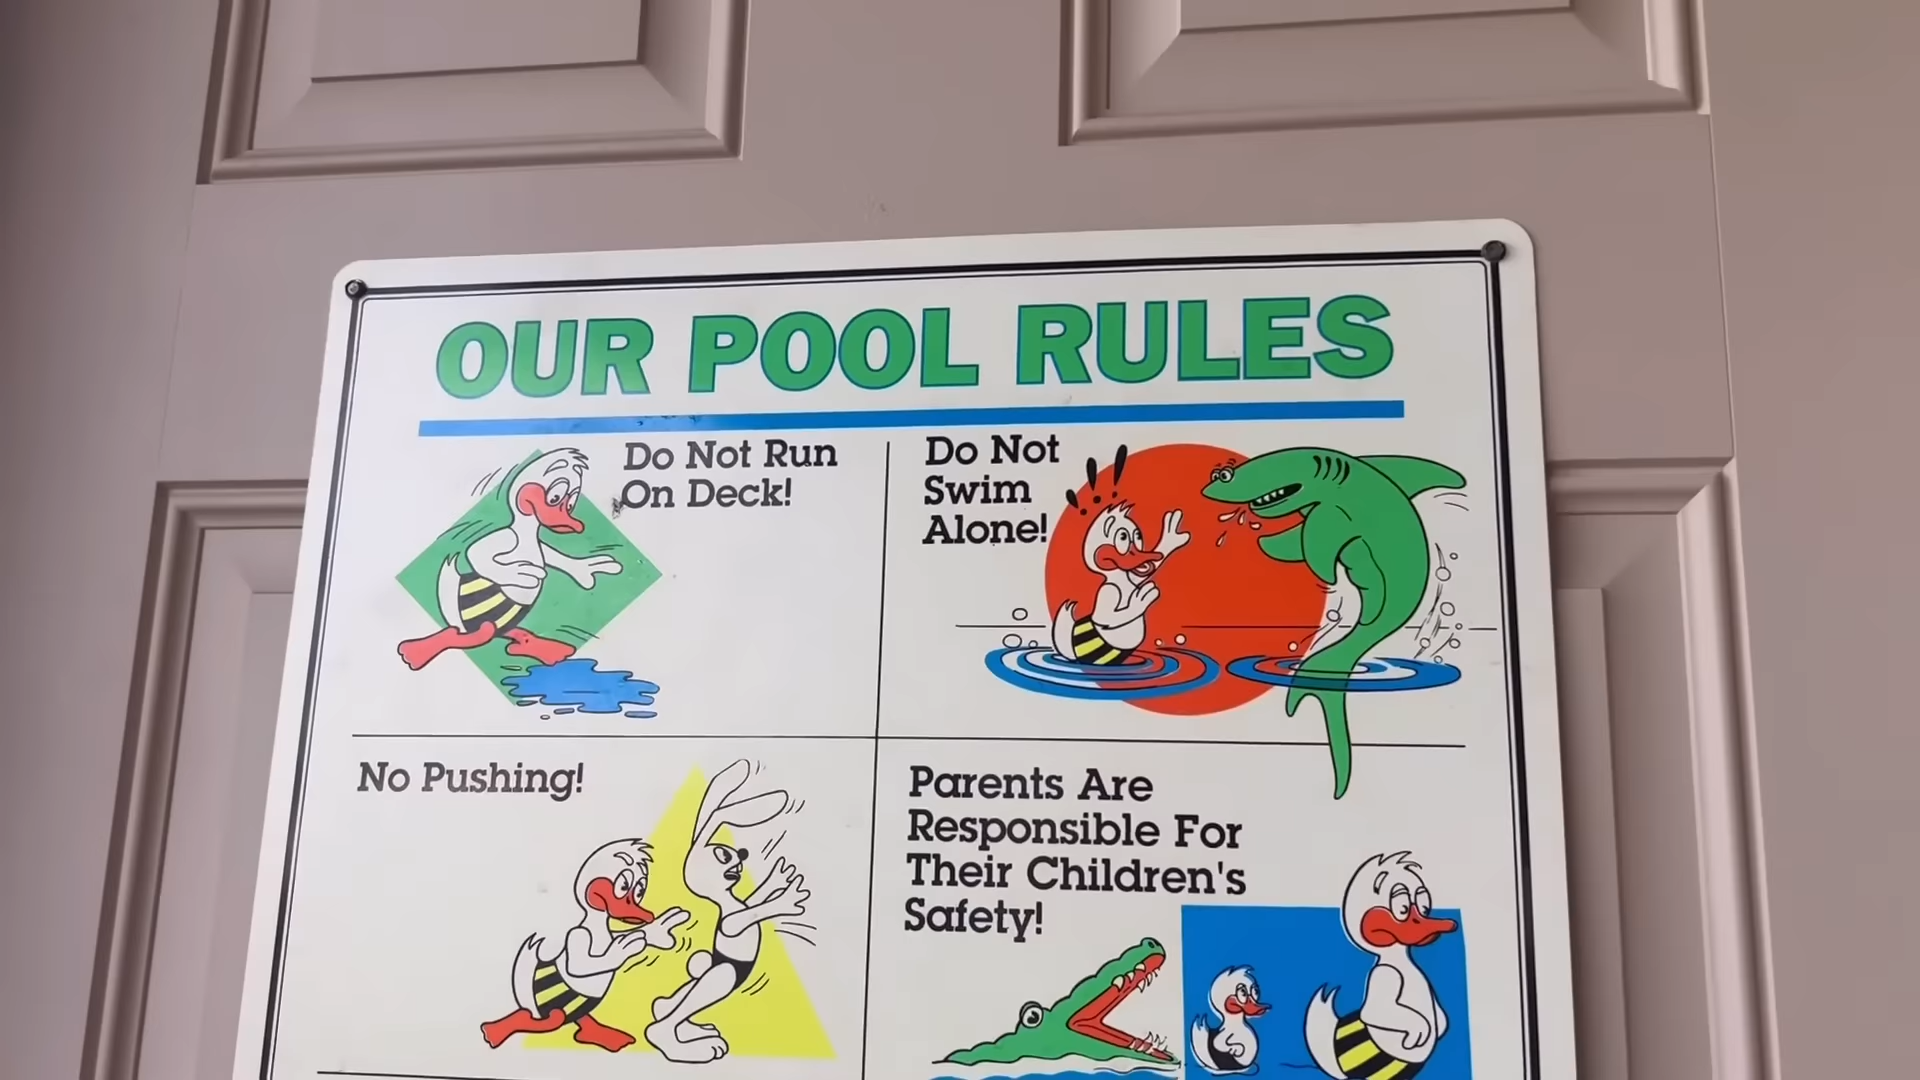 OUR POOL RULES
Do Not Run
On Deck!
Do Not
Swim
Alone!
!!!
No Pushing!
Parents Are
Responsible For
Their Children's
Safety!